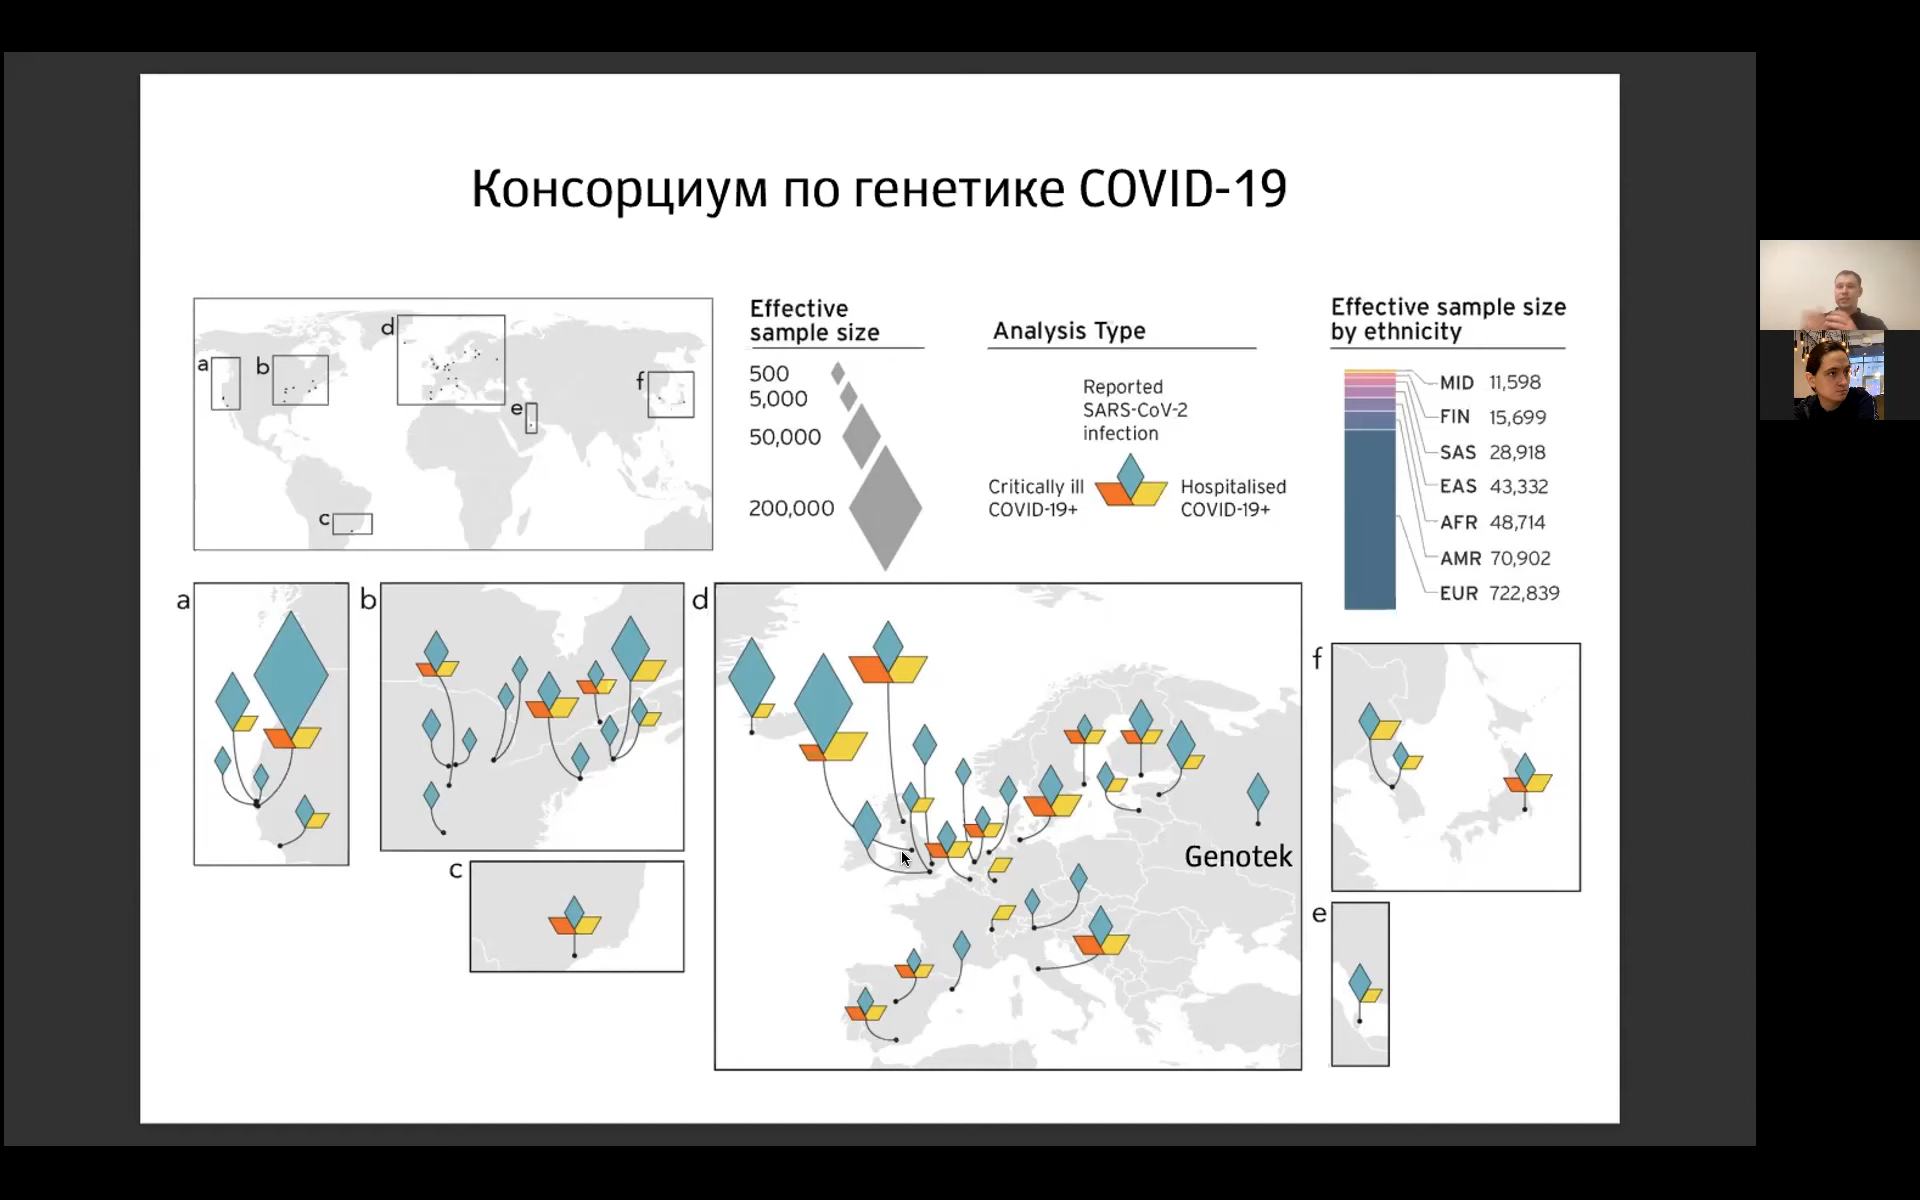 Консорциум по генетике COVID-19
a
b
c
d
e
f
Effective
sample size
500
5,000
50,000
200,000
Analysis Type
Reported
SARS-CoV-2
infection
Critically ill
COVID-19+
Hospitalised
COVID-19+
Effective sample size
by ethnicity
MID 11,598
FIN 15,699
SAS 28,918
EAS 43,332
AFR 48,714
AMR 70,902
EUR 722,839
a
b
c
d
Genotek
f
e